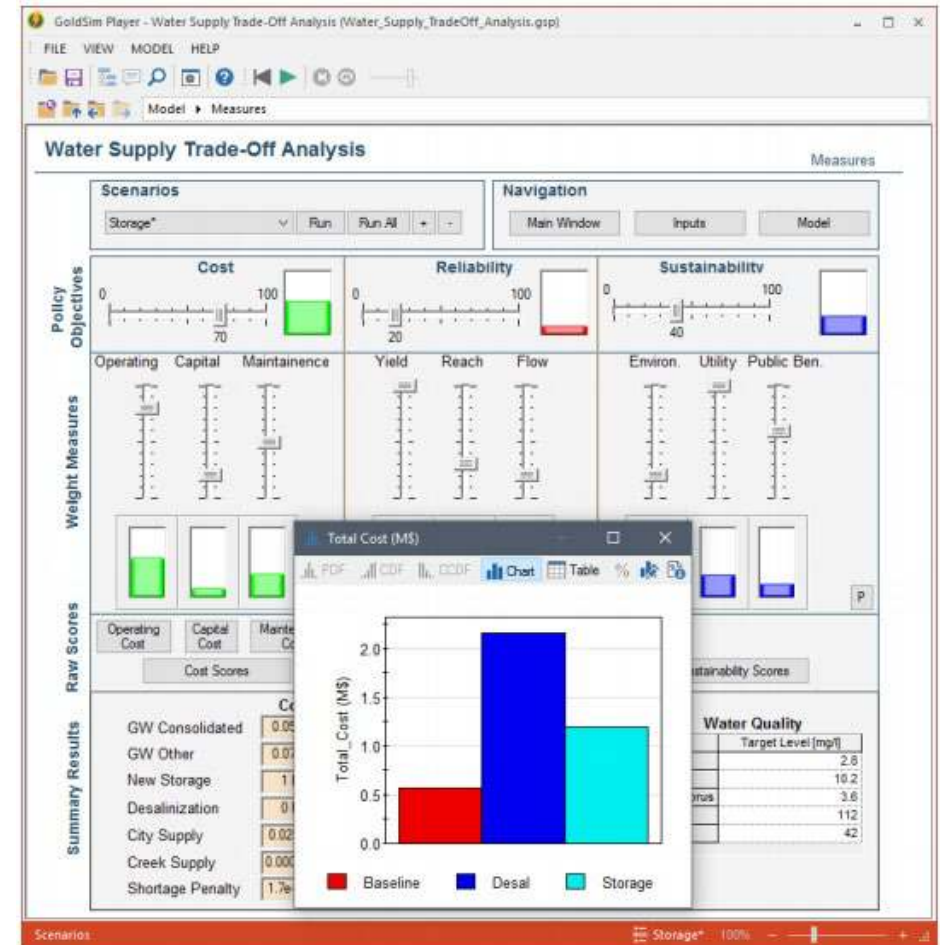 GoldSim Player - Water Supply Trade-Off Analysis (Water_Supply_TradeOff_Analysis.gsp)
FILE VIEW MODEL HELP
Model Measures
Water Supply Trade-Off Analysis
Measures
Scenarios
Storage* Run Run All + -
Navigation
Main Window Inputs Model
Policy Objectives
Cost
0 100
70
Reliability
0 100
20
Sustainability
0 100
40
Weight Measures
Operating Capital Maintainence
Yield Reach Flow
Environ. Utility Public Ben.
P
Raw Scores
Operating Cost
Capital Cost
Cost Scores
Scores
Summary Results
GW Consolidated
GW Other
New Storage
Desalinization
City Supply
Creek Supply
Shortage Penalty
Water Quality
Target Level [mg/l]
2.8
10.2
3.6
112
42
Total Cost (M$)
PDF CDF CCDF Chart Table %
Total_Cost (M$)
2.0
1.5
1.0
0.5
0.0
Baseline Desal Storage
Scenarios Storage* 100% - +